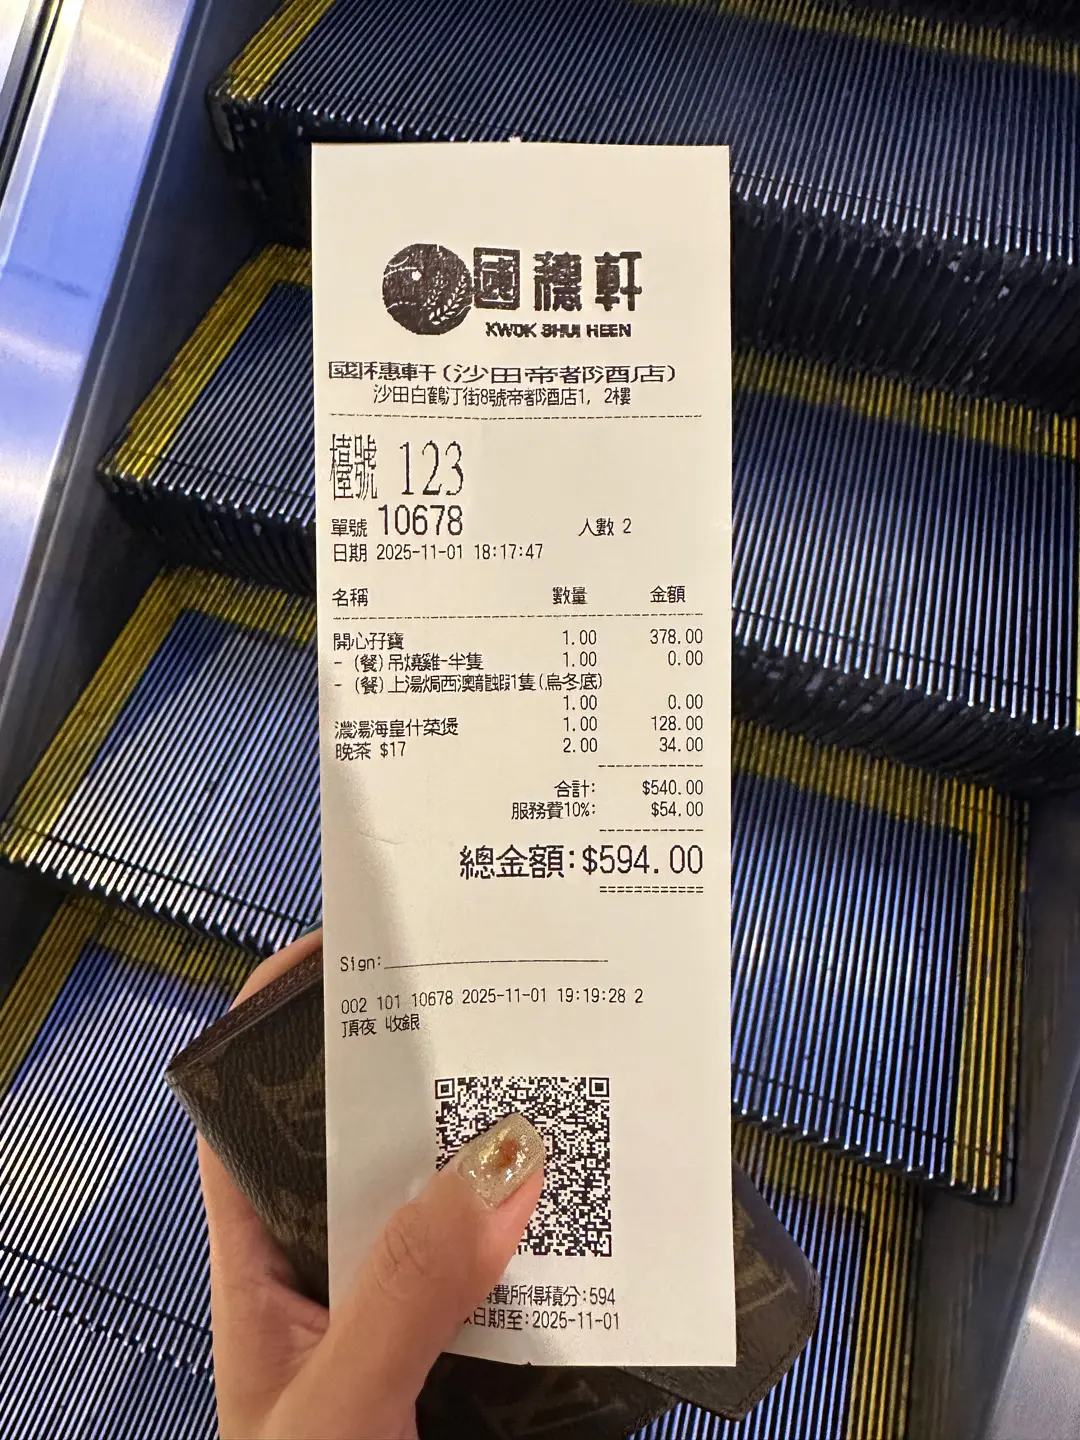 國穗軒
KWOK SHUI HEEN
國穗軒(沙田帝都酒店)
沙田白鶴汀街8號帝都酒店1, 2樓
檯號 123
單號 10678 人數 2
日期 2025-11-01 18:17:47
名稱 數量 金額
開心孖寶 1.00 378.00
- (餐)吊燒雞-半隻 1.00 0.00
- (餐)上湯焗西澳龍蝦1隻(烏冬底)
1.00 0.00
濃湯海皇什菜煲 1.00 128.00
晚茶 $17 2.00 34.00
合計: $540.00
服務費10%: $54.00
總金額:$594.00
Sign:
002 101 10678 2025-11-01 19:19:28 2
頂夜 收銀
費所得積分:594
日期至:2025-11-01